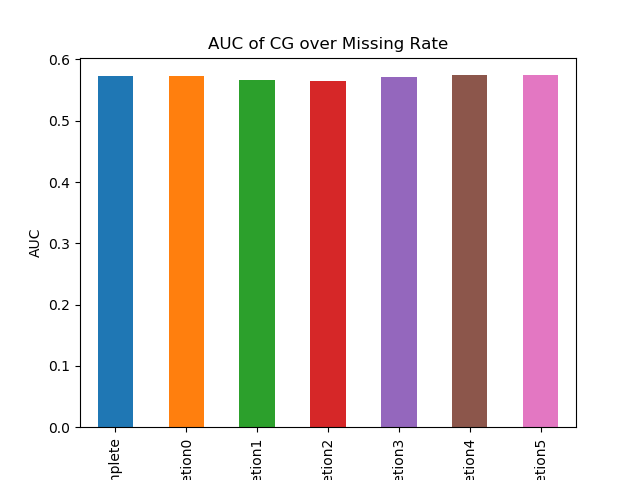 AUC of CG over Missing Rate
0.6
0.5
0.4
0.3
0.2
0.1
0.0
AUC
mplete
etion0
etion1
etion2
etion3
etion4
etion5